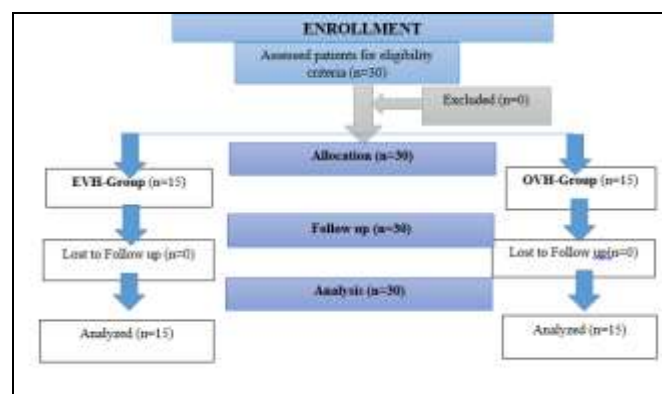 ENROLLMENT
Assessed patients for eligibility
criteria (n=30)
Excluded (n=0)
Allocation (n=30)
EVH-Group (n=15)
OVH-Group (n=15)
Follow up (n=30)
Lost to Follow up (n=0)
Lost to Follow up(n=0)
Analysis (n=30)
Analyzed (n=15)
Analyzed (n=15)